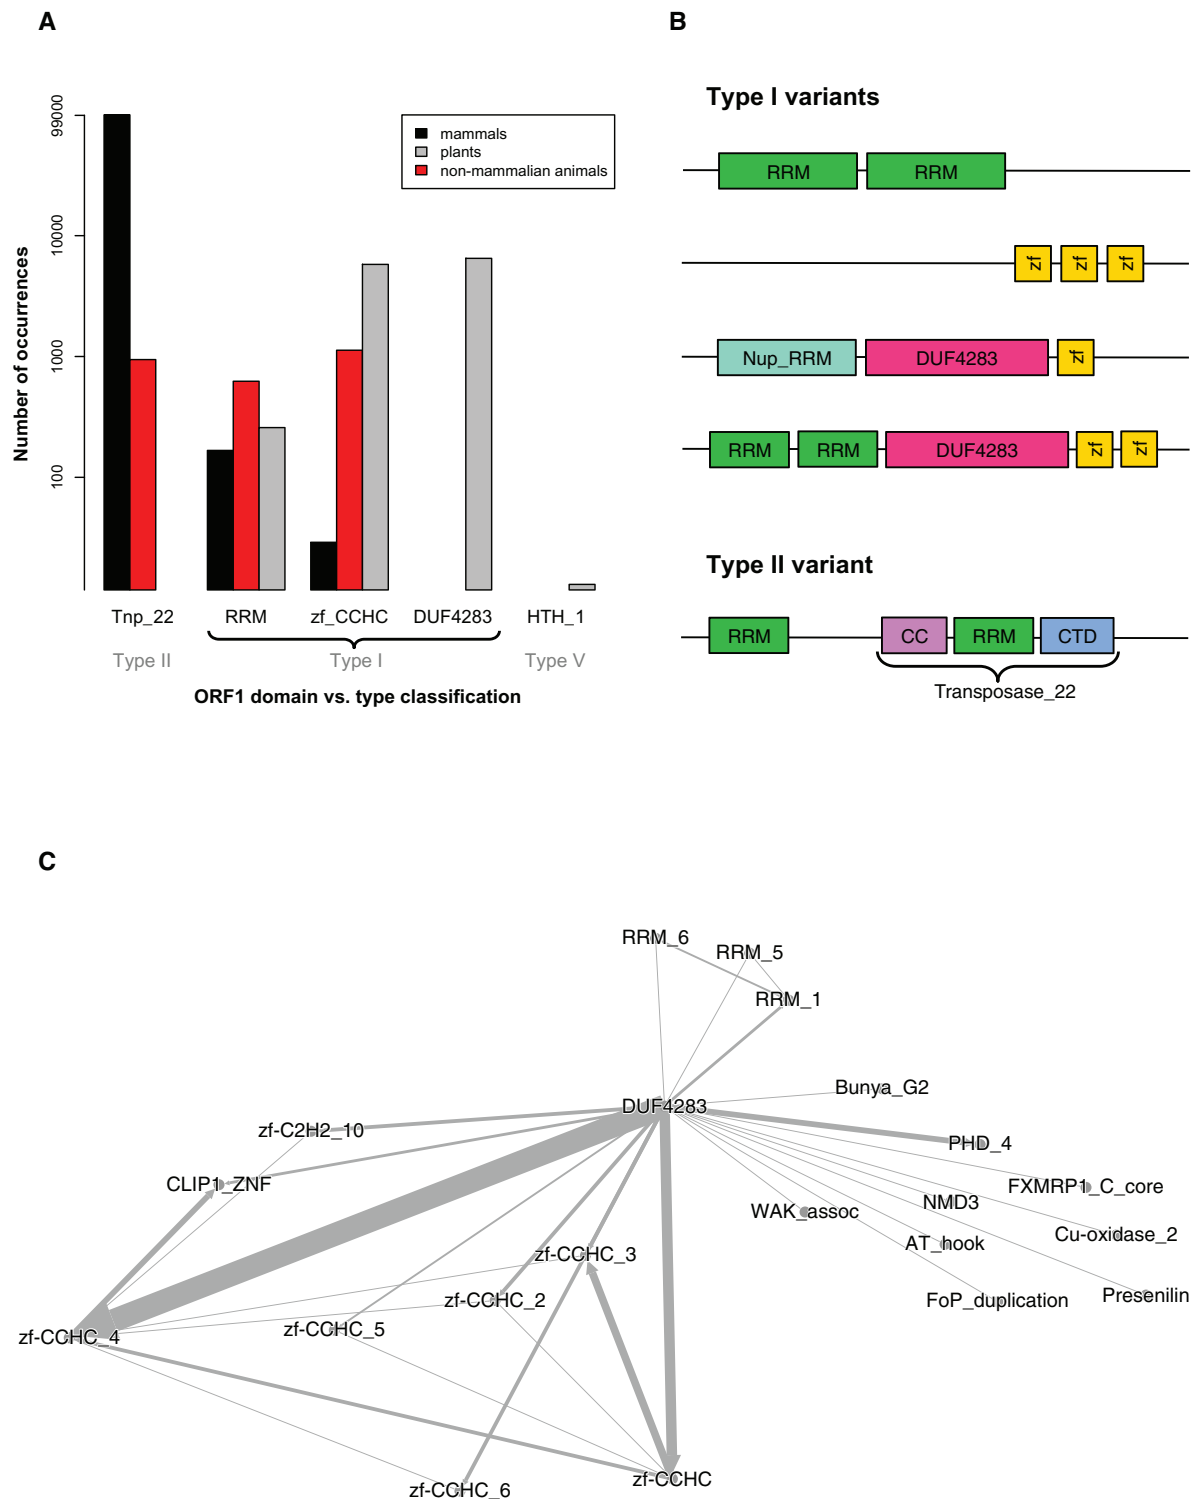 A
99000
10000
1000
100
Number of occurrences
mammals
plants
non-mammalian animals
Tnp_22
RRM
zf_CCHC
DUF4283
HTH_1
Type II
Type I
Type V
ORF1 domain vs. type classification
B
Type I variants
RRM RRM
zf zf zf
Nup_RRM DUF4283 zf
RRM RRM DUF4283 zf zf
Type II variant
RRM CC RRM CTD
Transposase_22
C
RRM_6
RRM_5
RRM_1
Bunya_G2
DUF4283
zf-C2H2_10
PHD_4
CLIP1_ZNF
FXMRP1_C_core
NMD3
WAK_assoc
Cu-oxidase_2
AT_hook
zf-CCHC_3
Presenilin
zf-CCHC_2
FoP_duplication
zf-CCHC_5
zf-CCHC_4
zf-CCHC
zf-CCHC_6